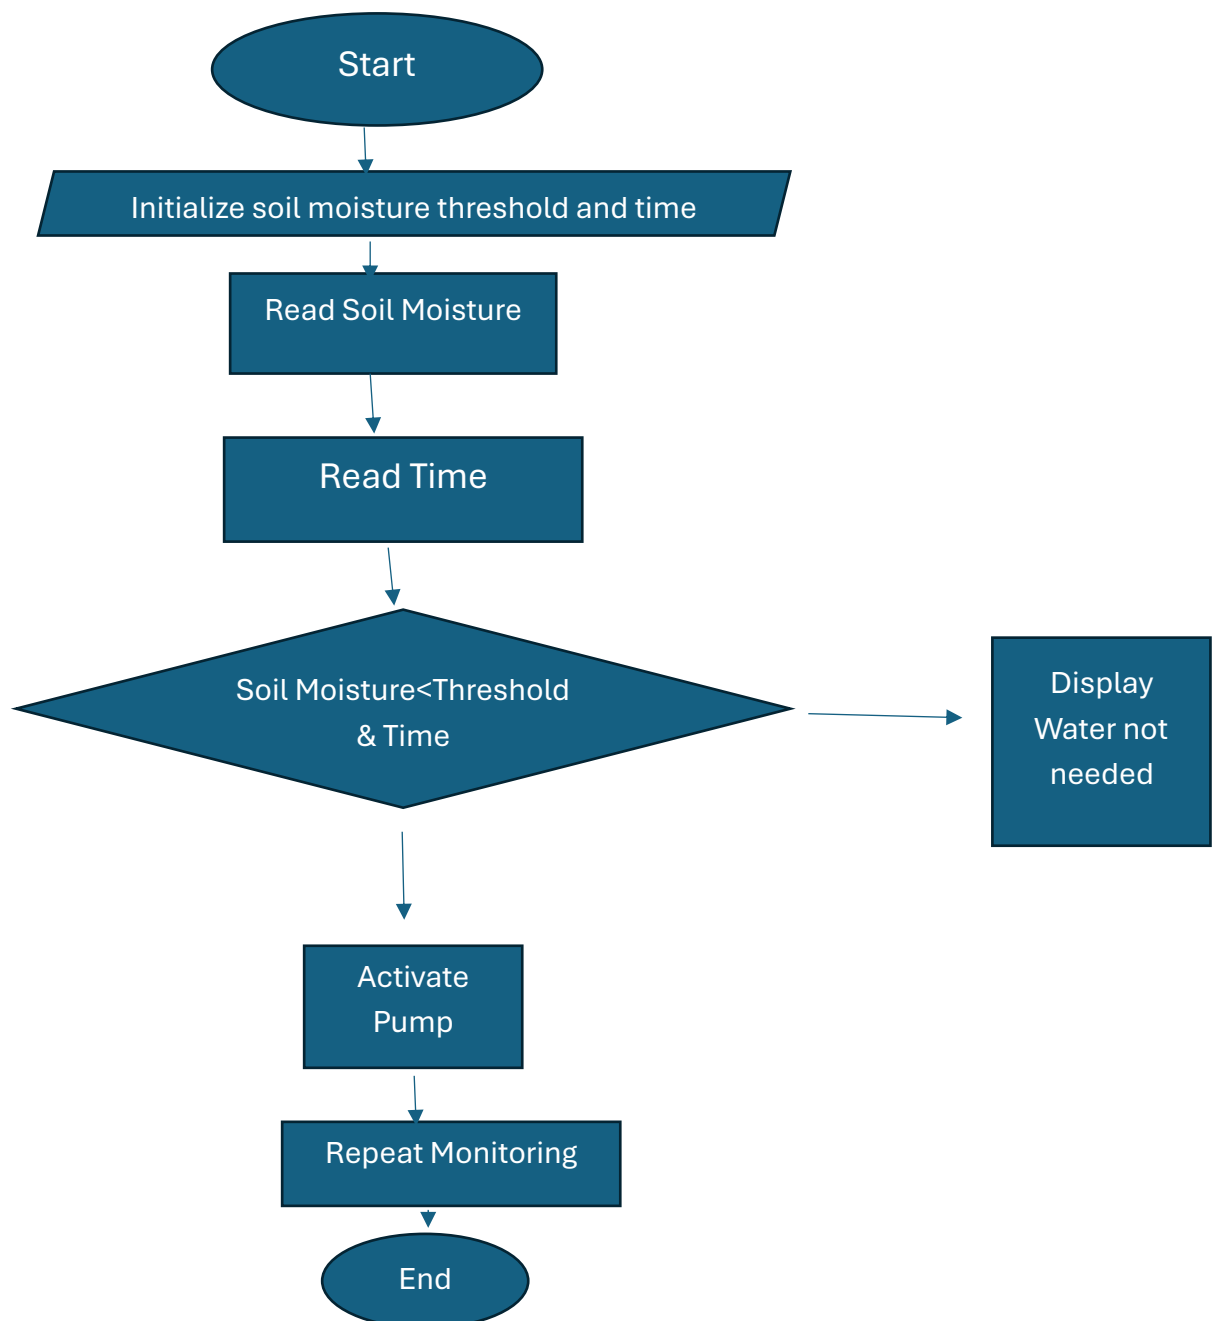 Start
Initialize soil moisture threshold and time
Read Soil Moisture
Read Time
Soil Moisture<Threshold
& Time
Display
Water not
needed
Activate
Pump
Repeat Monitoring
End